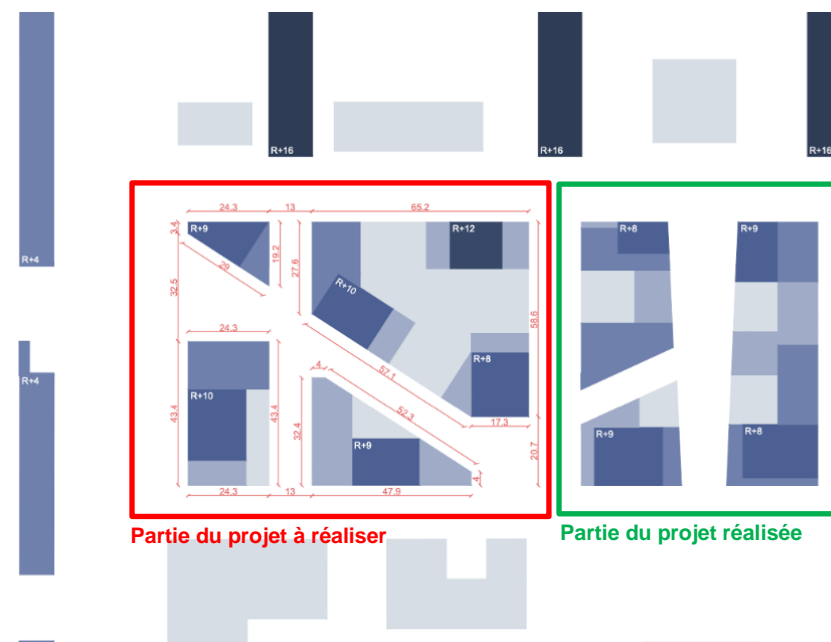 R+16
R+16
R+16
24.3
13
65.2
3.4
R+9
R+12
R+8
R+9
19.2
27.6
R+4
29
32.5
R+10
58.6
24.3
R+8
4
57.1
R+4
R+10
43.4
43.4
52.3
17.3
32.4
R+9
20.7
R+9
R+8
4
24.3
13
47.9
Partie du projet à réaliser
Partie du projet réalisée